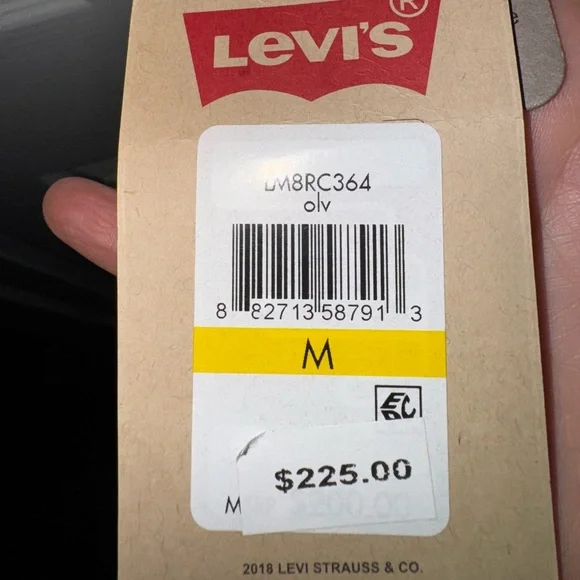 LEVI'S®
LM8RC364
olv
8 82713 58791 3
M
$225.00
2018 LEVI STRAUSS & CO.